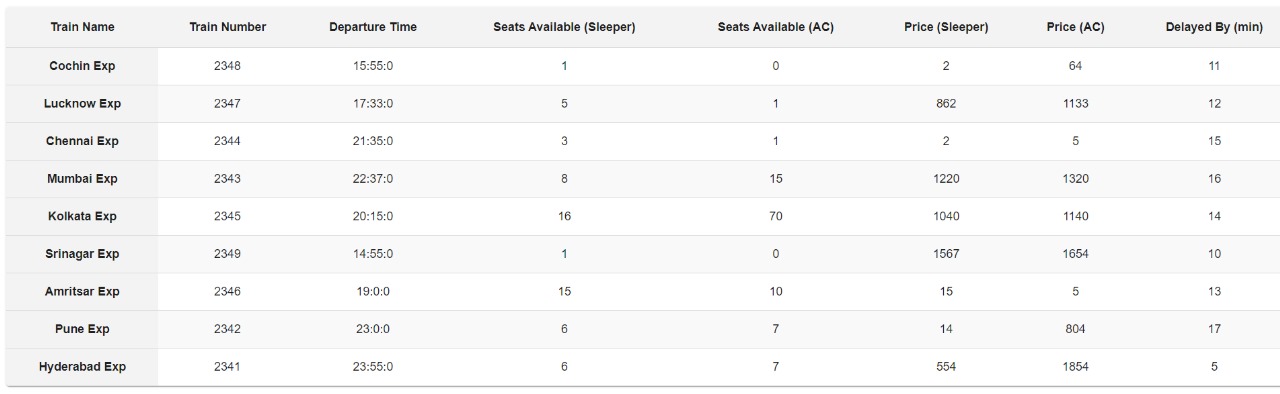 Train Name Train Number Departure Time Seats Available (Sleeper) Seats Available (AC) Price (Sleeper) Price (AC) Delayed By (min)
Cochin Exp 2348 15:55:0 1 0 2 64 11
Lucknow Exp 2347 17:33:0 5 1 862 1133 12
Chennai Exp 2344 21:35:0 3 1 2 5 15
Mumbai Exp 2343 22:37:0 8 15 1220 1320 16
Kolkata Exp 2345 20:15:0 16 70 1040 1140 14
Srinagar Exp 2349 14:55:0 1 0 1567 1654 10
Amritsar Exp 2346 19:0:0 15 10 15 5 13
Pune Exp 2342 23:0:0 6 7 14 804 17
Hyderabad Exp 2341 23:55:0 6 7 554 1854 5